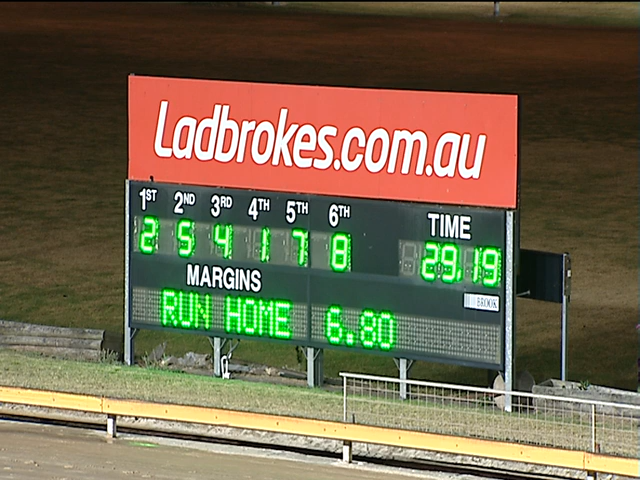 Ladbrokes.com.au
1ST 2ND 3RD 4TH 5TH 6TH TIME
2 5 4 1 7 8 29.19
MARGINS
BROOK
RUN HOME 6.80